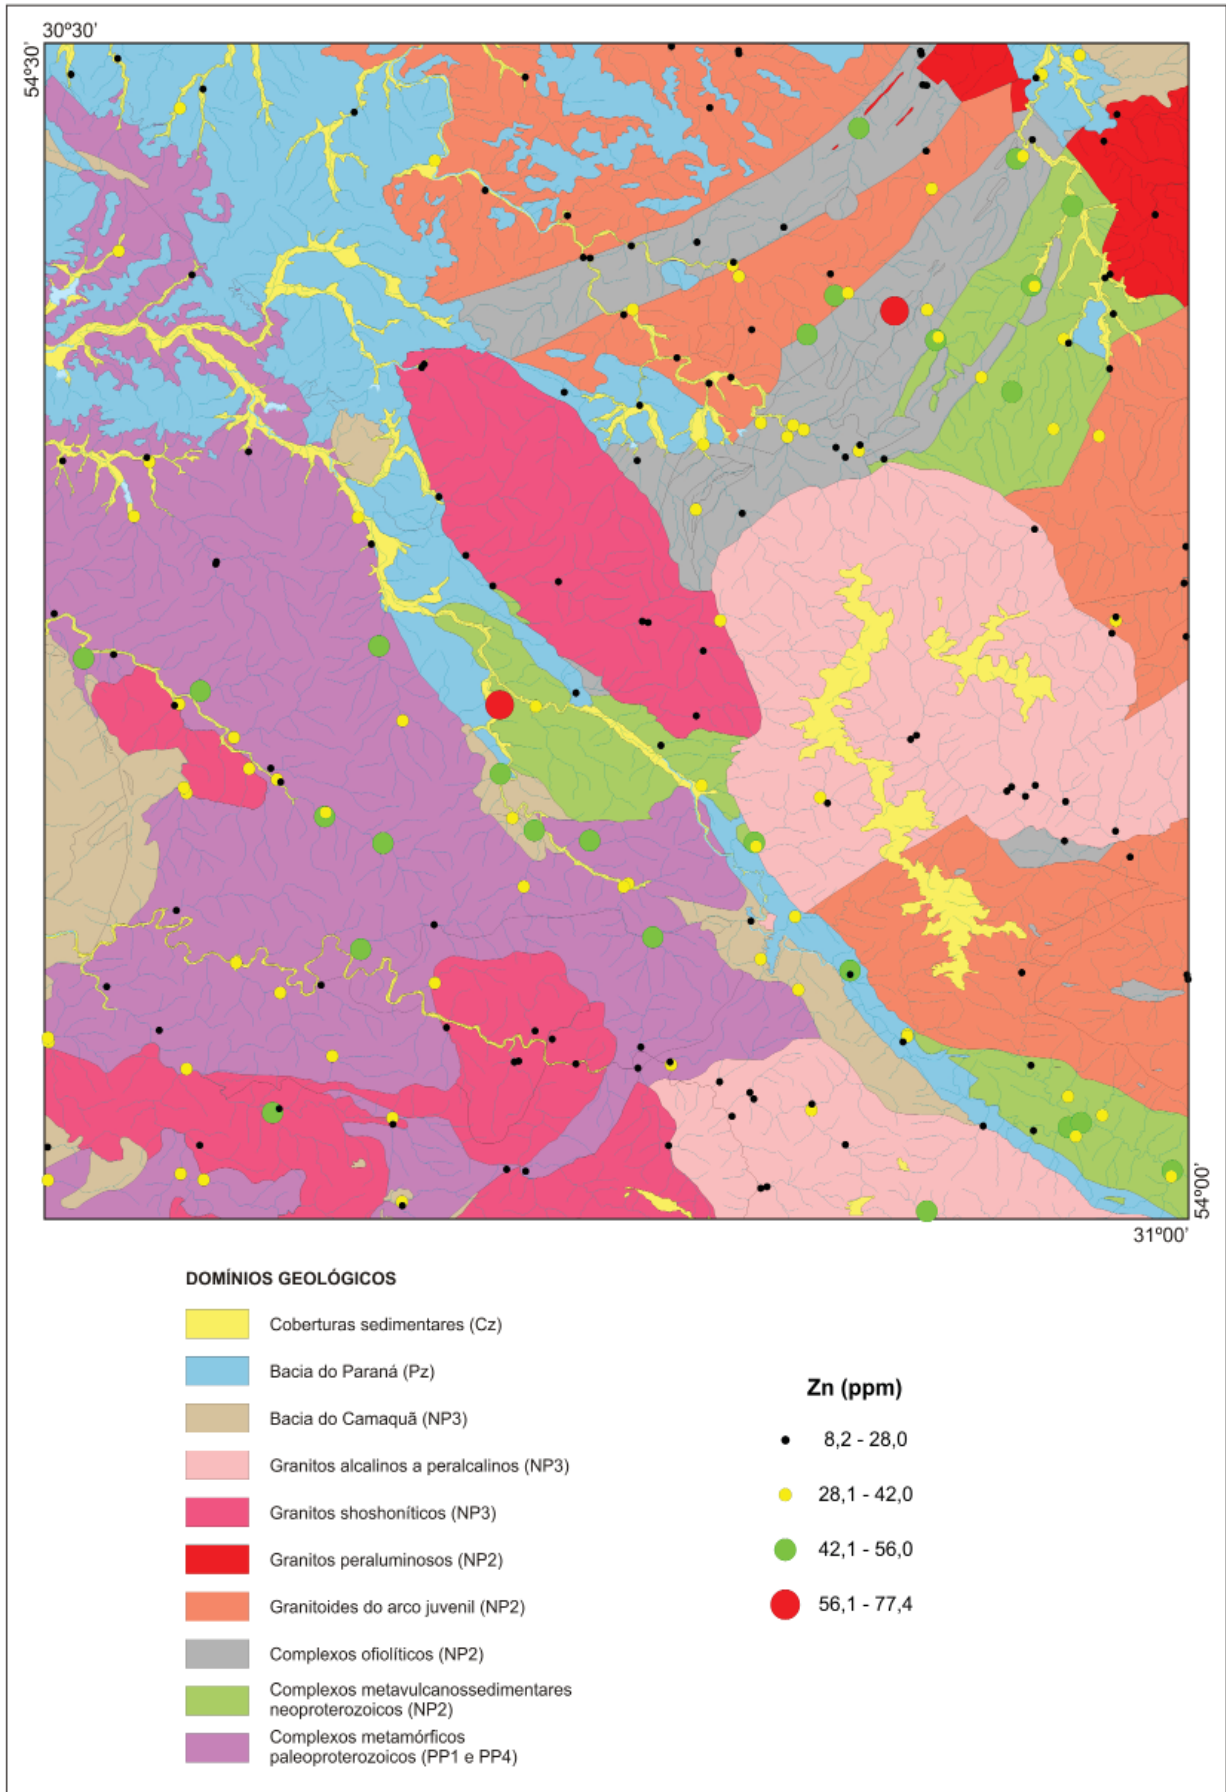 30º30'
54º30'
54º00'
31º00'
DOMÍNIOS GEOLÓGICOS
Coberturas sedimentares (Cz)
Bacia do Paraná (Pz)
Bacia do Camaquã (NP3)
Granitos alcalinos a peralcalinos (NP3)
Granitos shoshoníticos (NP3)
Granitos peraluminosos (NP2)
Granitoides do arco juvenil (NP2)
Complexos ofiolíticos (NP2)
Complexos metavulcanossedimentares
neoproterozoicos (NP2)
Complexos metamórficos
paleoproterozoicos (PP1 e PP4)
Zn (ppm)
8,2 - 28,0
28,1 - 42,0
42,1 - 56,0
56,1 - 77,4